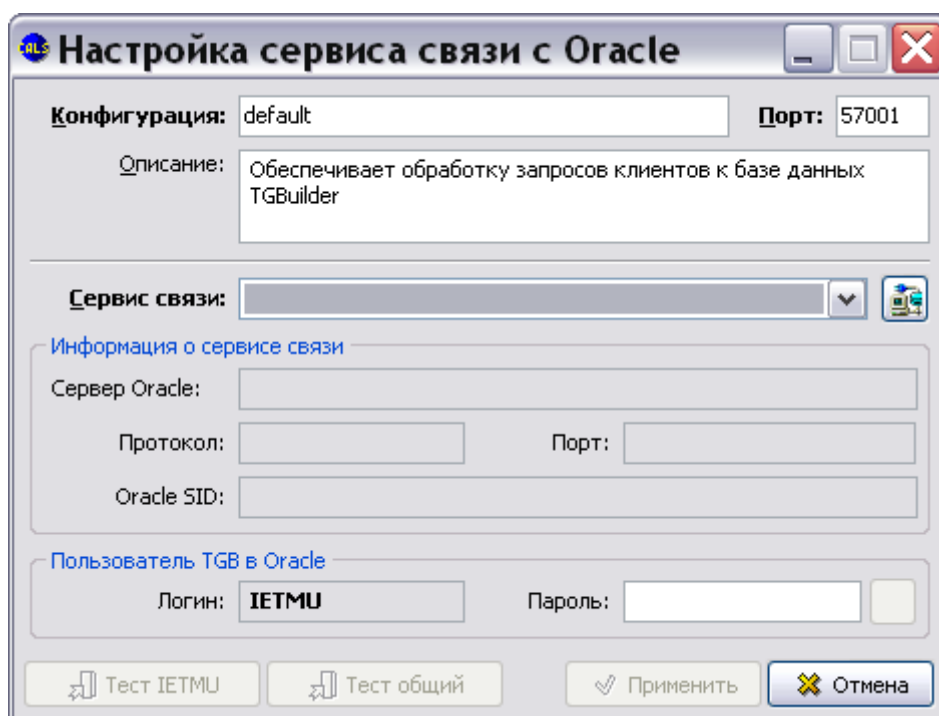 CALS Настройка сервиса связи с Oracle
Конфигурация: default Порт: 57001
Описание: Обеспечивает обработку запросов клиентов к базе данных
TGBuilder
Сервис связи:
Информация о сервисе связи
Сервер Oracle:
Протокол: Порт:
Oracle SID:
Пользователь TGB в Oracle
Логин: IETMU Пароль:
Тест IETMU Тест общий Применить Отмена